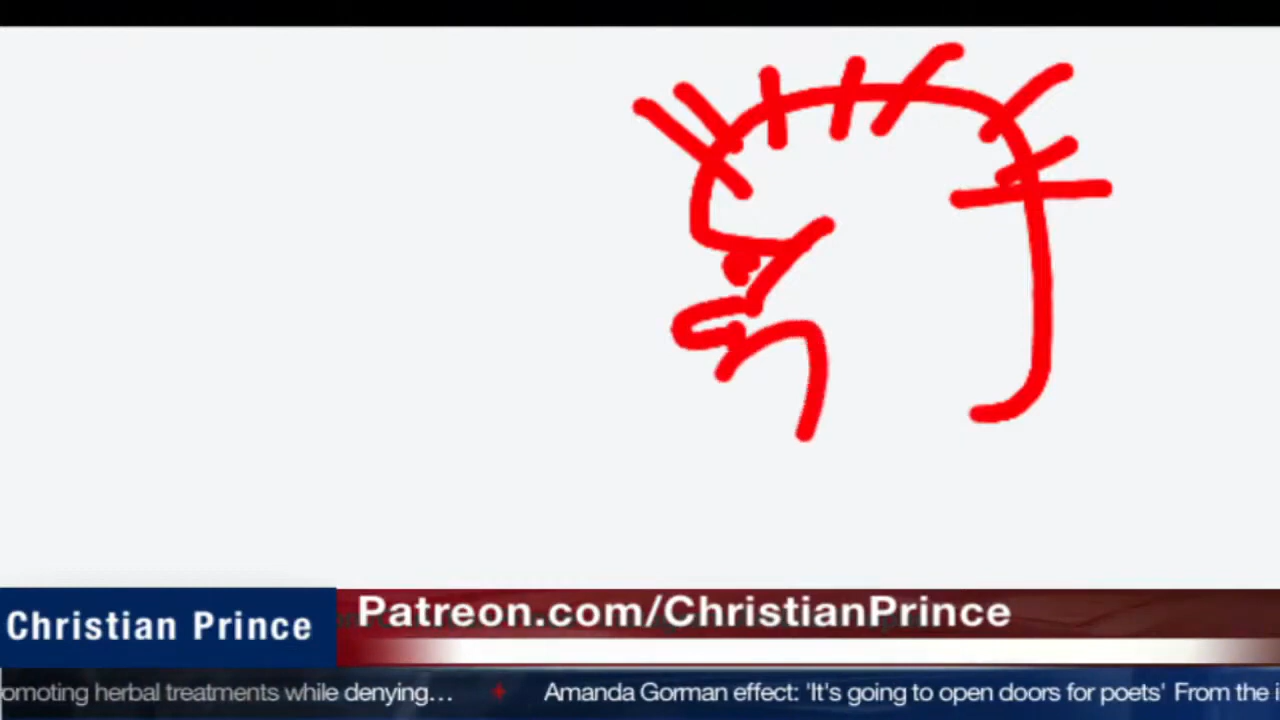 Christian Prince
Patreon.com/ChristianPrince
omoting herbal treatments while denying... Amanda Gorman effect: 'It's going to open doors for poets' From the i